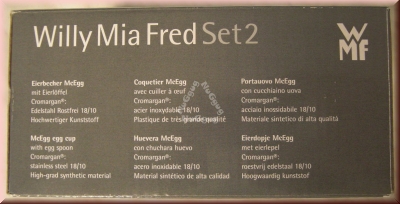 Willy Mia Fred Set2
WMF
Eierbecher McEgg
mit Eierlöffel
Cromargan®:
Edelstahl Rostfrei 18/10
Hochwertiger Kunststoff
Coquetier McEgg
avec cuiller à œuf
Cromargan®:
acier inoxydable 18/10
Plastique de très grande qualité
Portauovo McEgg
con cucchiaino uova
Cromargan®:
acciaio inossidabile 18/10
Materiale sintetico di alta qualità
McEgg egg cup
with egg spoon
Cromargan®:
stainless steel 18/10
High-grad synthetic material
Huevera McEgg
con chuchara huevo
Cromargan®:
acero inoxidable 18/10
Material sintético de alta calidad
Eierdopje McEgg
met eierlepel
Cromargan®:
roestvrij edelstaal 18/10
Hoogwaardig kunststof